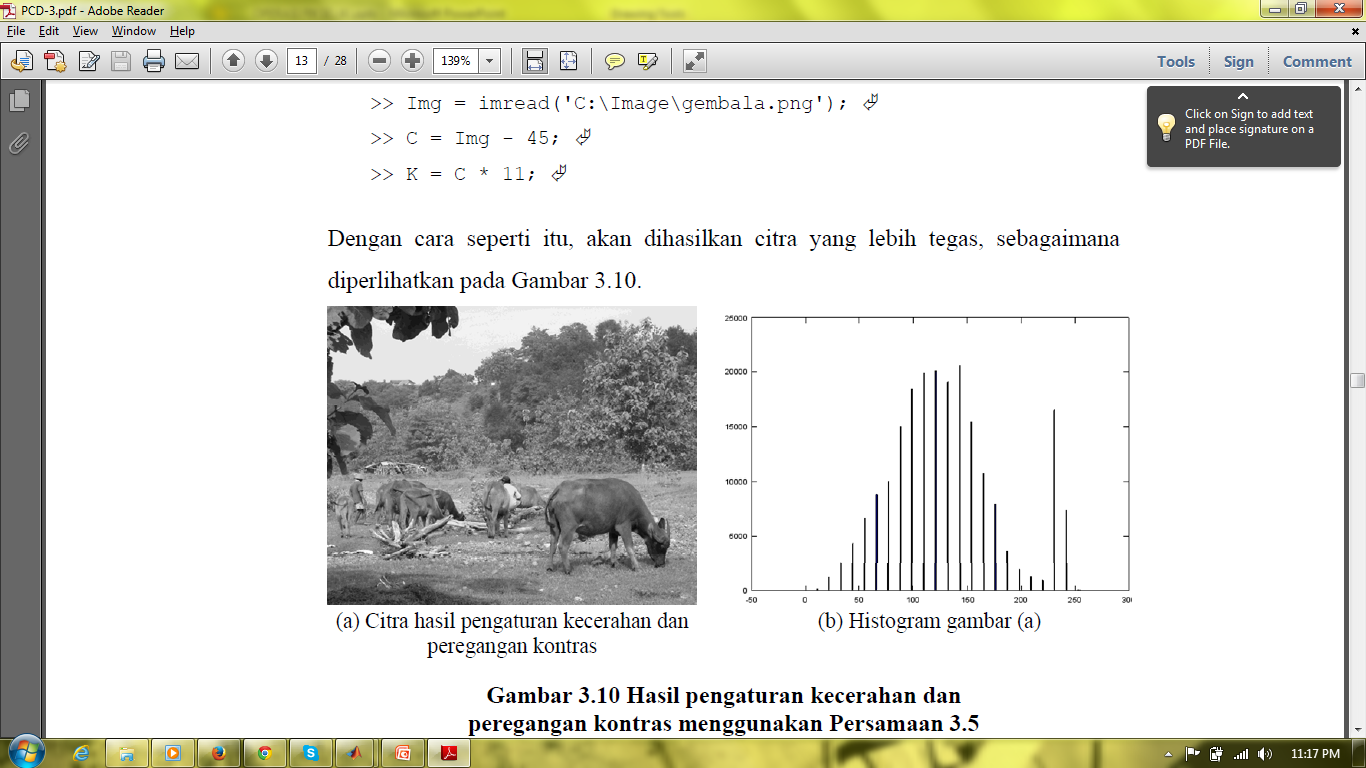 PCD-3.pdf - Adobe Reader
File Edit View Window Help
13 / 28 139% Tools Sign Comment
Click on Sign to add text
and place signature on a
PDF File.
>> Img = imread('C:\Image\gembala.png');
>> C = Img - 45;
>> K = C * 11;
Dengan cara seperti itu, akan dihasilkan citra yang lebih tegas, sebagaimana
diperlihatkan pada Gambar 3.10.
25000
20000
15000
10000
5000
0
-50 0 50 100 150 200 250 300
(a) Citra hasil pengaturan kecerahan dan
peregangan kontras
(b) Histogram gambar (a)
Gambar 3.10 Hasil pengaturan kecerahan dan
peregangan kontras menggunakan Persamaan 3.5
11:17 PM